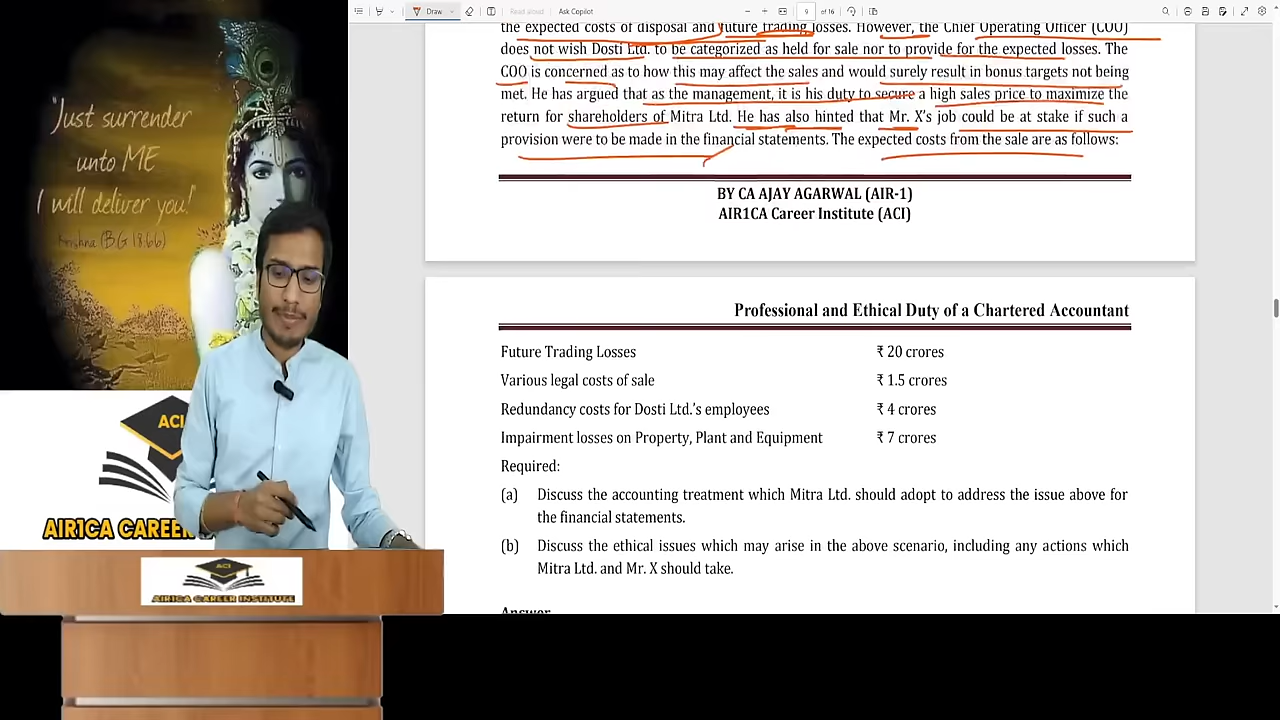 "Just surrender
unto ME
I will deliver you!"
Krishna (BG 18:66)
ACI
AIR1CA CAREER
ACI
AIR1CA CAREER INSTITUTE
Draw
Read aloud
Ask Copilot
9
of 16
the expected costs of disposal and future trading losses. However, the Chief Operating Officer (COO)
does not wish Dosti Ltd. to be categorized as held for sale nor to provide for the expected losses. The
COO is concerned as to how this may affect the sales and would surely result in bonus targets not being
met. He has argued that as the management, it is his duty to secure a high sales price to maximize the
return for shareholders of Mitra Ltd. He has also hinted that Mr. X's job could be at stake if such a
provision were to be made in the financial statements. The expected costs from the sale are as follows:
BY CA AJAY AGARWAL (AIR-1)
AIR1CA Career Institute (ACI)
Professional and Ethical Duty of a Chartered Accountant
Future Trading Losses ₹ 20 crores
Various legal costs of sale ₹ 1.5 crores
Redundancy costs for Dosti Ltd.'s employees ₹ 4 crores
Impairment losses on Property, Plant and Equipment ₹ 7 crores
Required:
(a) Discuss the accounting treatment which Mitra Ltd. should adopt to address the issue above for
the financial statements.
(b) Discuss the ethical issues which may arise in the above scenario, including any actions which
Mitra Ltd. and Mr. X should take.
Answer